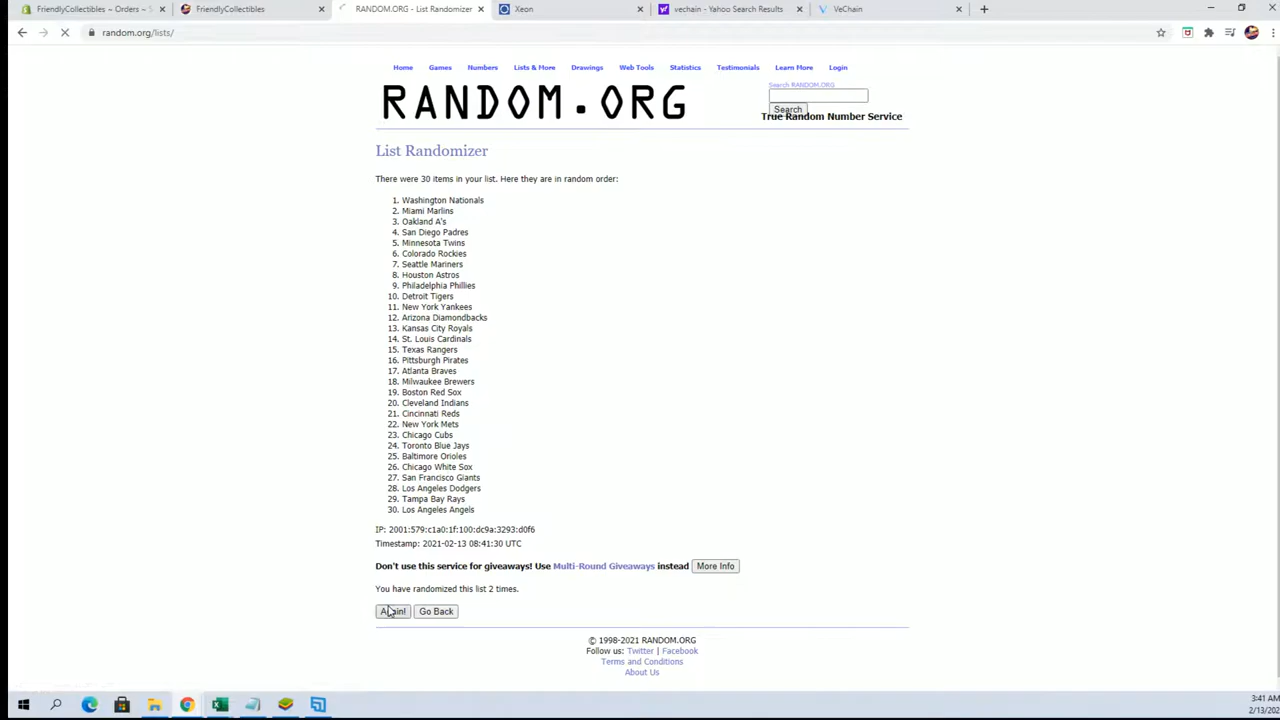 FriendlyCollectibles ~ Orders ~ S
FriendlyCollectibles
RANDOM.ORG - List Randomizer
Xeon
vechain - Yahoo Search Results
VeChain
random.org/lists/
Home Games Numbers Lists & More Drawings Web Tools Statistics Testimonials Learn More Login
Search RANDOM.ORG
RANDOM.ORG
Search
True Random Number Service
List Randomizer
There were 30 items in your list. Here they are in random order:
1. Washington Nationals
2. Miami Marlins
3. Oakland A's
4. San Diego Padres
5. Minnesota Twins
6. Colorado Rockies
7. Seattle Mariners
8. Houston Astros
9. Philadelphia Phillies
10. Detroit Tigers
11. New York Yankees
12. Arizona Diamondbacks
13. Kansas City Royals
14. St. Louis Cardinals
15. Texas Rangers
16. Pittsburgh Pirates
17. Atlanta Braves
18. Milwaukee Brewers
19. Boston Red Sox
20. Cleveland Indians
21. Cincinnati Reds
22. New York Mets
23. Chicago Cubs
24. Toronto Blue Jays
25. Baltimore Orioles
26. Chicago White Sox
27. San Francisco Giants
28. Los Angeles Dodgers
29. Tampa Bay Rays
30. Los Angeles Angels
IP: 2001:579:c1a0:1f:100:dc9a:3293:d0f6
Timestamp: 2021-02-13 08:41:30 UTC
Don't use this service for giveaways! Use Multi-Round Giveaways instead More Info
You have randomized this list 2 times.
Again! Go Back
© 1998-2021 RANDOM.ORG
Follow us: Twitter | Facebook
Terms and Conditions
About Us
3:41 AM
2/13/202